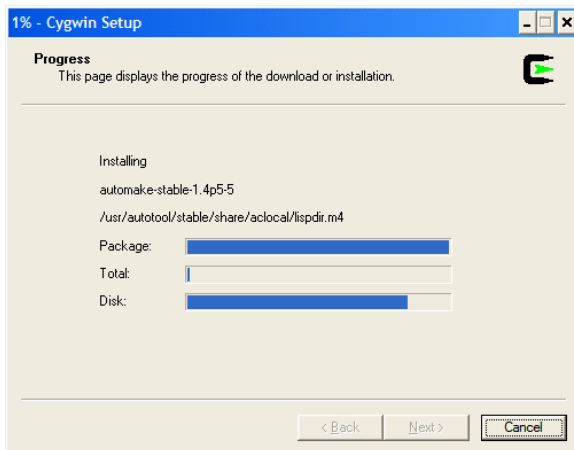 1% - Cygwin Setup
Progress
This page displays the progress of the download or installation.
Installing
automake-stable-1.4p5-5
/usr/autotool/stable/share/aclocal/lispdir.m4
Package:
Total:
Disk:
< Back Next > Cancel